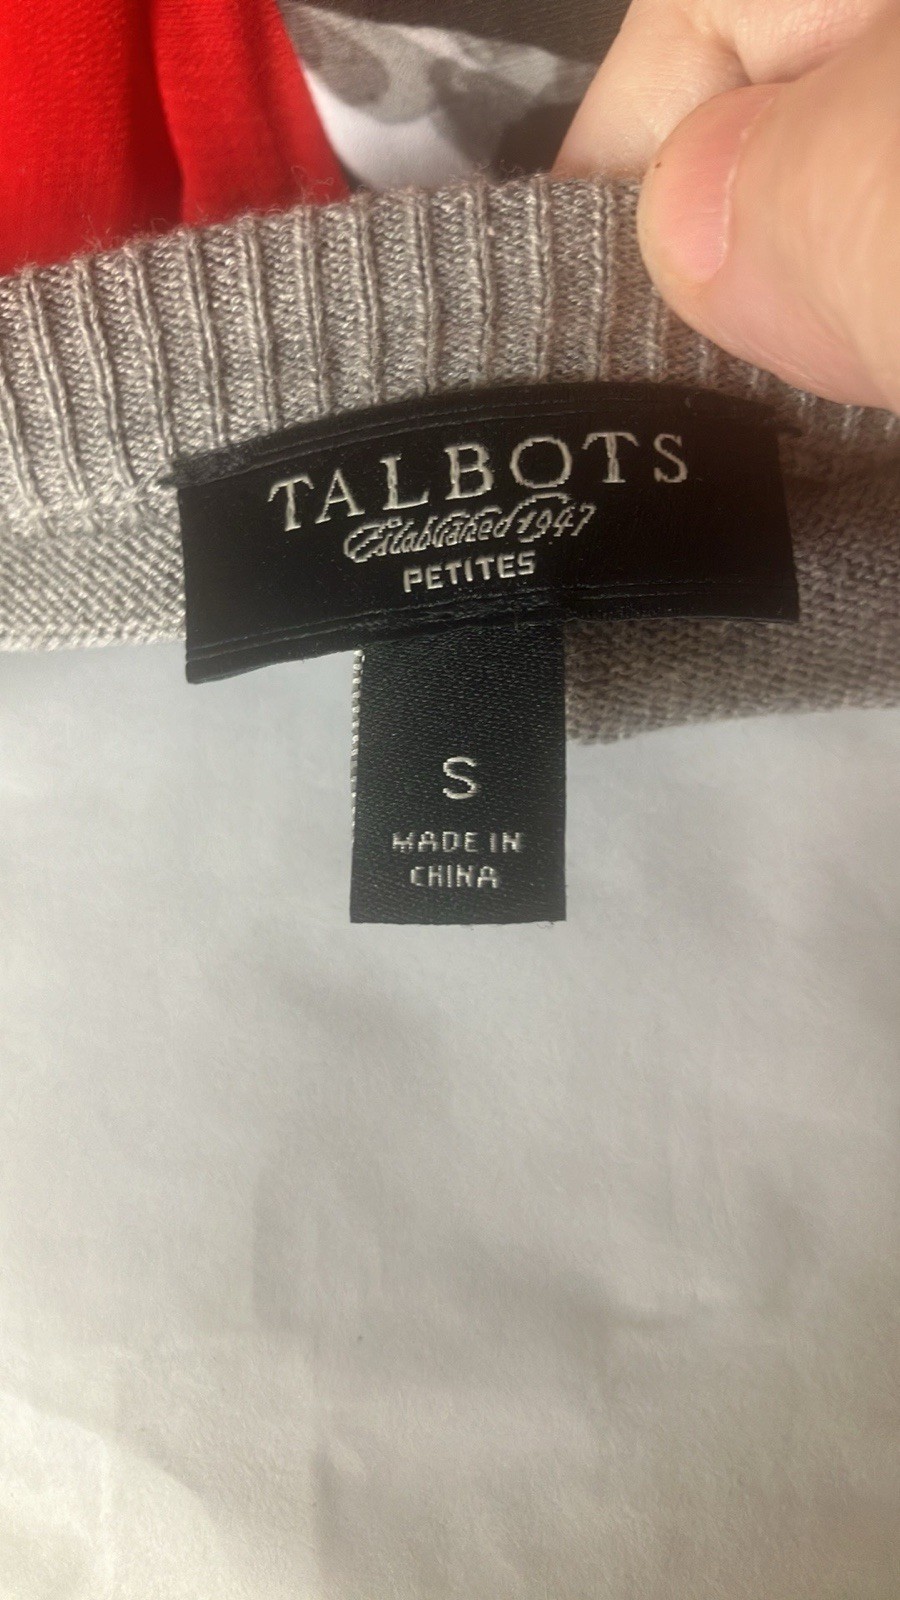 TALBOTS
Established 1947
PETITES
S
MADE IN
CHINA